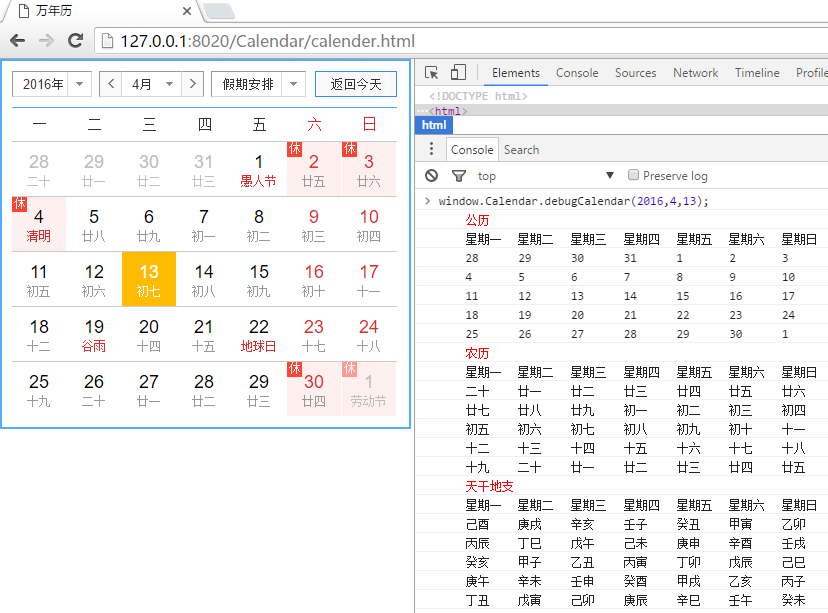 万年历
127.0.0.1:8020/Calendar/calender.html
2016年 4月 假期安排 返回今天
一 二 三 四 五 六 日
28 29 30 31 1 休 2 休 3
二十 廿一 廿二 廿三 愚人节 廿五 廿六
休 4 5 6 7 8 9 10
清明 廿八 廿九 初一 初二 初三 初四
11 12 13 14 15 16 17
初五 初六 初七 初八 初九 初十 十一
18 19 20 21 22 23 24
十二 谷雨 十四 十五 地球日 十七 十八
25 26 27 28 29 休 30 休 1
十九 二十 廿一 廿二 廿三 廿四 劳动节
Elements Console Sources Network Timeline Profile
<!DOCTYPE html>
<html>
html
Console Search
top Preserve log
window.Calendar.debugCalendar(2016,4,13);
公历
星期一 星期二 星期三 星期四 星期五 星期六 星期日
28 29 30 31 1 2 3
4 5 6 7 8 9 10
11 12 13 14 15 16 17
18 19 20 21 22 23 24
25 26 27 28 29 30 1
农历
星期一 星期二 星期三 星期四 星期五 星期六 星期日
二十 廿一 廿二 廿三 廿四 廿五 廿六
廿七 廿八 廿九 初一 初二 初三 初四
初五 初六 初七 初八 初九 初十 十一
十二 十三 十四 十五 十六 十七 十八
十九 二十 廿一 廿二 廿三 廿四 廿五
天干地支
星期一 星期二 星期三 星期四 星期五 星期六 星期日
己酉 庚戌 辛亥 壬子 癸丑 甲寅 乙卯
丙辰 丁巳 戊午 己未 庚申 辛酉 壬戌
癸亥 甲子 乙丑 丙寅 丁卯 戊辰 己巳
庚午 辛未 壬申 癸酉 甲戌 乙亥 丙子
丁丑 戊寅 己卯 庚辰 辛巳 壬午 癸未